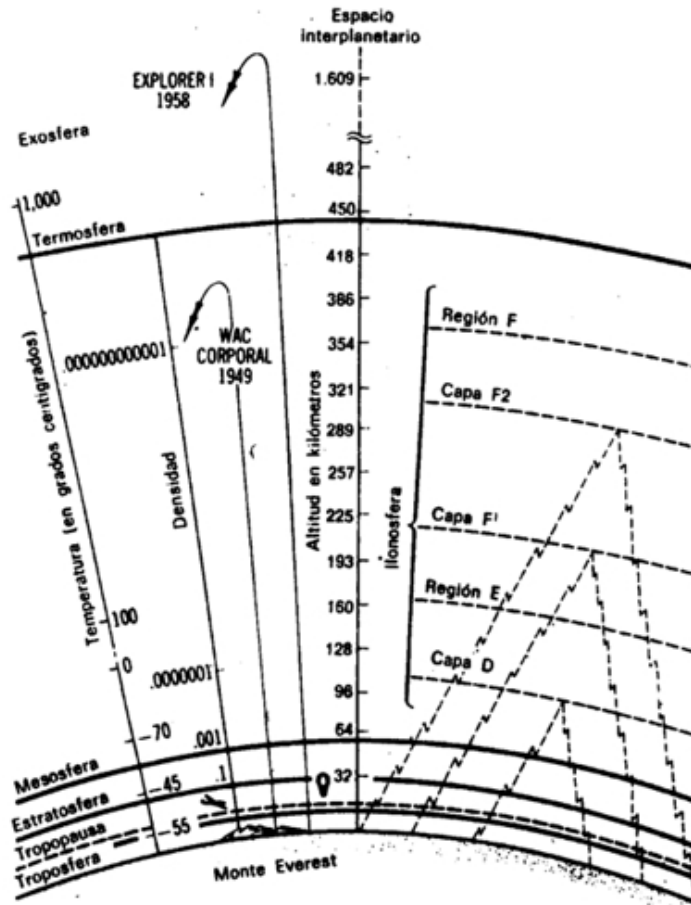 Espacio
interplanetario
EXPLORER I
1958
1.609
Exosfera
482
1,000
450
Termosfera
418
386
Región F
354
WAC
CORPORAL
1949
.000000000001
321
Capa F2
289
Temperatura (en grados centigrados)
Densidad
Altitud en kilómetros
257
Ilonosfera
225
Capa F¹
193
Región E
160
100
128
0
.0000001
Capa D
96
-70
.001
64
Mesosfera
-45
.1
32
Estratosfera
Tropopausa
-55
Troposfera
Monte Everest